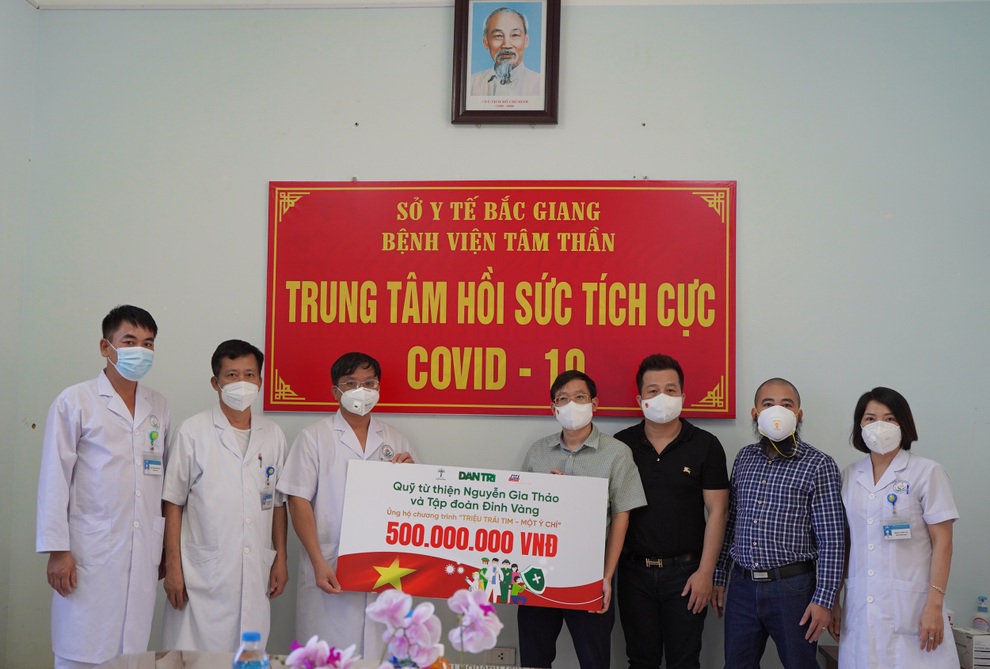 SỞ Y TẾ BẮC GIANG
BỆNH VIỆN TÂM THẦN
TRUNG TÂM HỒI SỨC TÍCH CỰC
COVID - 19
DÂN TRÍ
Quỹ từ thiện Nguyễn Gia Thảo
và Tập đoàn Đinh Vàng
Ủng hộ chương trình "TRIỆU TRÁI TIM - MỘT Ý CHÍ"
500.000.000 VNĐ